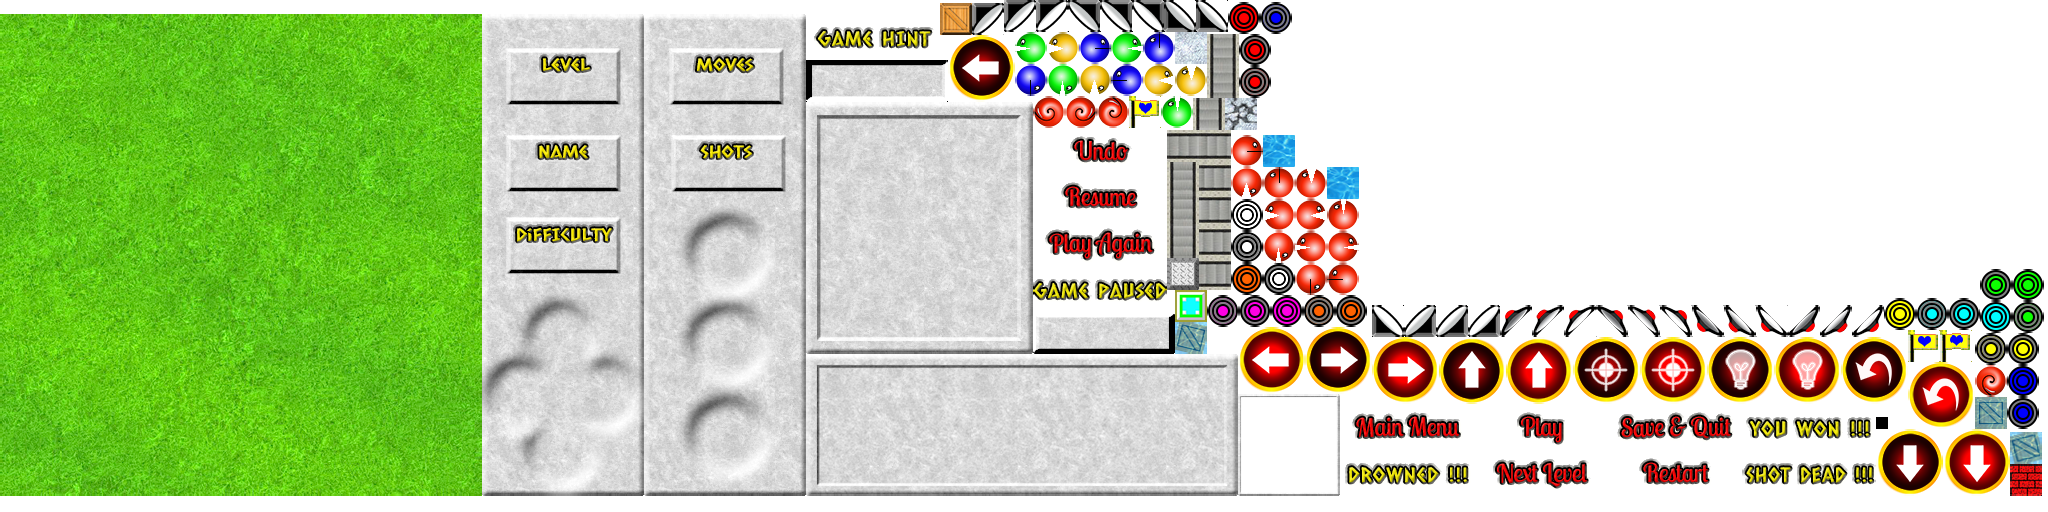 GAME HINT
LEVEL
MOVES
NAME
SHOTS
DiFFiCULTY
Undo
Resume
Play Again
GAME PAUSED
Main Menu
Play
Save & Quit
YOU WON !!!
DROWNED !!!
Next Level
Restart
SHOT DEAD !!!